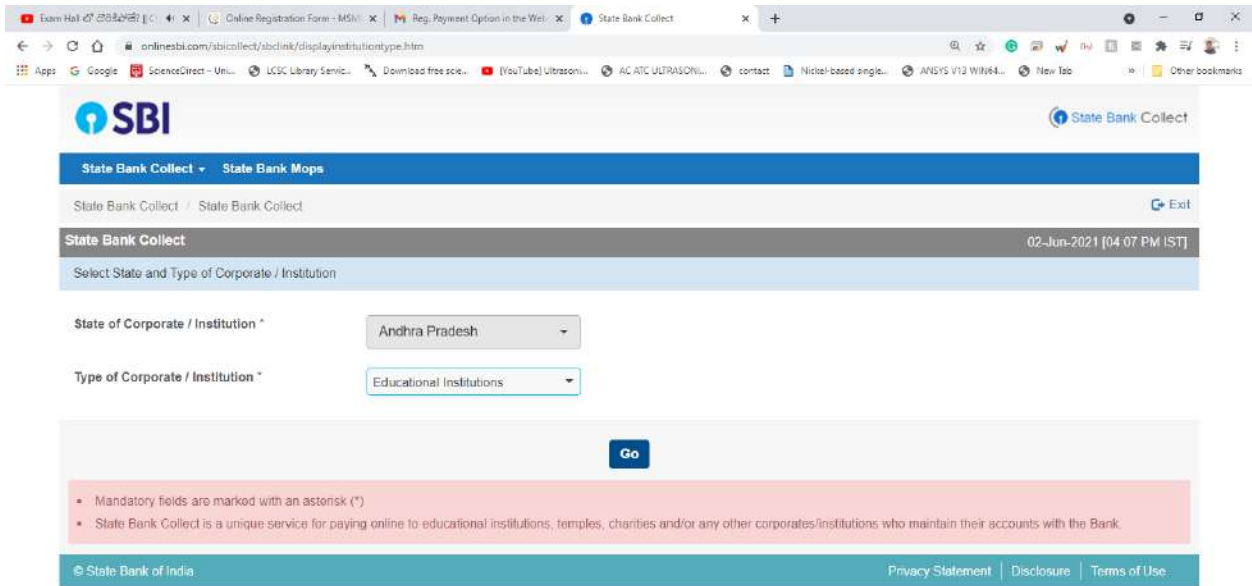 Online Registration Form - MSM
Reg. Payment Option in the Wel
State Bank Collect
onlinesbi.com/sbicollect/sbclink/displayinstitutiontype.htm
Apps
Google
ScienceDirect – Uni...
LCSC Library Servic...
Download free scie...
[YouTube] Ultrasoni...
AC ATC ULTRASONI...
contact
Nickel-based single...
ANSYS V13 WIN64...
New Tab
»
Other bookmarks
SBI
State Bank Collect
State Bank Collect
State Bank Mops
State Bank Collect / State Bank Collect
Exit
State Bank Collect
02-Jun-2021 [04:07 PM IST]
Select State and Type of Corporate / Institution
State of Corporate / Institution *
Andhra Pradesh
Type of Corporate / Institution *
Educational Institutions
Go
Mandatory fields are marked with an asterisk (*)
State Bank Collect is a unique service for paying online to educational institutions, temples, charities and/or any other corporates/institutions who maintain their accounts with the Bank.
© State Bank of India
Privacy Statement | Disclosure | Terms of Use